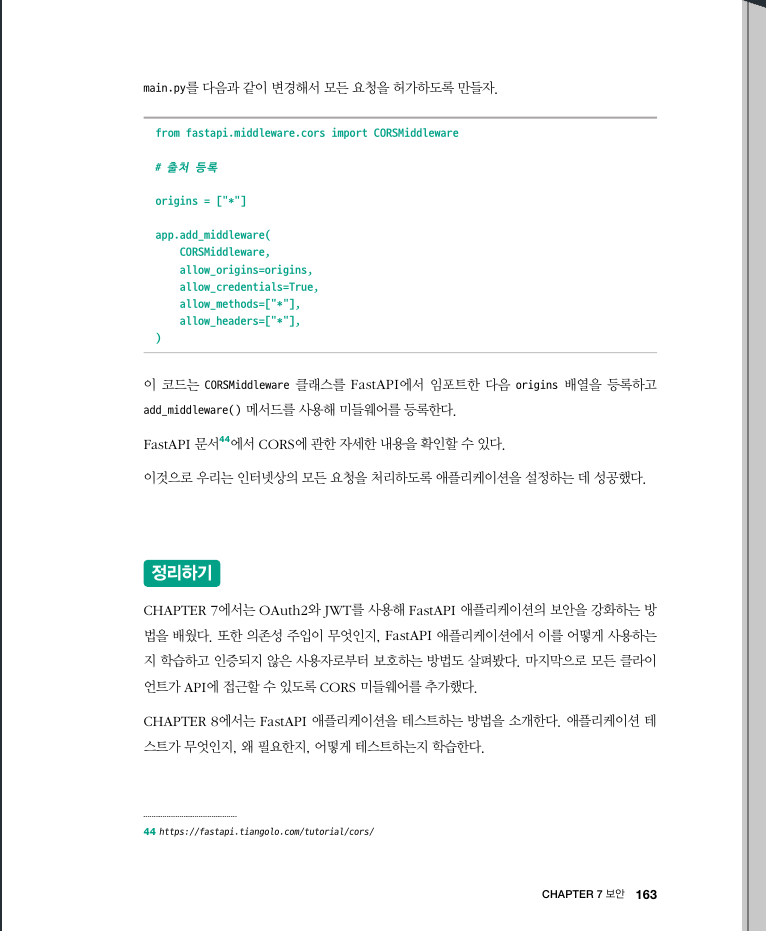 main.py를 다음과 같이 변경해서 모든 요청을 허가하도록 만들자.
from fastapi.middleware.cors import CORSMiddleware
# 출처 등록
origins = ["*"]
app.add_middleware(
    CORSMiddleware,
    allow_origins=origins,
    allow_credentials=True,
    allow_methods=["*"],
    allow_headers=["*"],
)
이 코드는 CORSMiddleware 클래스를 FastAPI에서 임포트한 다음 origins 배열을 등록하고
add_middleware() 메서드를 사용해 미들웨어를 등록한다.
FastAPI 문서44에서 CORS에 관한 자세한 내용을 확인할 수 있다.
이것으로 우리는 인터넷상의 모든 요청을 처리하도록 애플리케이션을 설정하는 데 성공했다.
정리하기
CHAPTER 7에서는 OAuth2와 JWT를 사용해 FastAPI 애플리케이션의 보안을 강화하는 방
법을 배웠다. 또한 의존성 주입이 무엇인지, FastAPI 애플리케이션에서 이를 어떻게 사용하는
지 학습하고 인증되지 않은 사용자로부터 보호하는 방법도 살펴봤다. 마지막으로 모든 클라이
언트가 API에 접근할 수 있도록 CORS 미들웨어를 추가했다.
CHAPTER 8에서는 FastAPI 애플리케이션을 테스트하는 방법을 소개한다. 애플리케이션 테
스트가 무엇인지, 왜 필요한지, 어떻게 테스트하는지 학습한다.
44 https://fastapi.tiangolo.com/tutorial/cors/
CHAPTER 7 보안 163